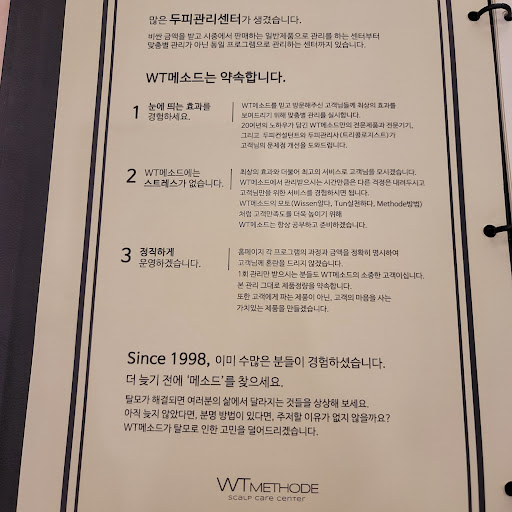 많은 두피관리센터가 생겼습니다.
비싼 금액을 받고 시중에서 판매하는 일반제품으로 관리를 하는 센터부터
맞춤별 관리가 아닌 동일 프로그램으로 관리하는 센터까지 있습니다.
WT메소드는 약속합니다.
1 눈에 띄는 효과를
경험하세요.
WT메소드를 믿고 방문해주신 고객님들께 최상의 효과를
보여드리기 위해 맞춤별 관리를 실시합니다.
20여년의 노하우가 담긴 WT메소드만의 전문제품과 전문기기,
그리고 두피컨설턴트와 두피관리사(트리콜로지스트)가
고객님의 문제점 개선을 도와드립니다.
2 WT메소드에는
스트레스가 없습니다.
최상의 효과와 더불어 최고의 서비스로 고객님을 모시겠습니다.
WT메소드에서 관리받으시는 시간만큼은 다른 걱정은 내려두시고
고객님만을 위한 서비스를 경험하시면 됩니다.
WT메소드의 모토(Wissen알다, Tun실천하다, Methode방법)
처럼 고객만족도를 더욱 높이기 위해
WT메소드는 항상 공부하고 준비하겠습니다.
3 정직하게
운영하겠습니다.
홈페이지 각 프로그램의 과정과 금액을 정확히 명시하여
고객님께 혼란을 드리지 않겠습니다.
1회 관리만 받으시는 분들도 WT메소드의 소중한 고객이십니다.
본 관리 그대로 제품정량을 약속합니다.
또한 고객에게 파는 제품이 아닌, 고객의 마음을 사는
가치있는 제품을 만들겠습니다.
Since 1998, 이미 수많은 분들이 경험하셨습니다.
더 늦기 전에 '메소드'를 찾으세요.
탈모가 해결되면 여러분의 삶에서 달라지는 것들을 상상해 보세요.
아직 늦지 않았다면, 분명 방법이 있다면, 주저할 이유가 없지 않을까요?
WT메소드가 탈모로 인한 고민을 덜어드리겠습니다.
WT METHODE
SCALP CARE CENTER